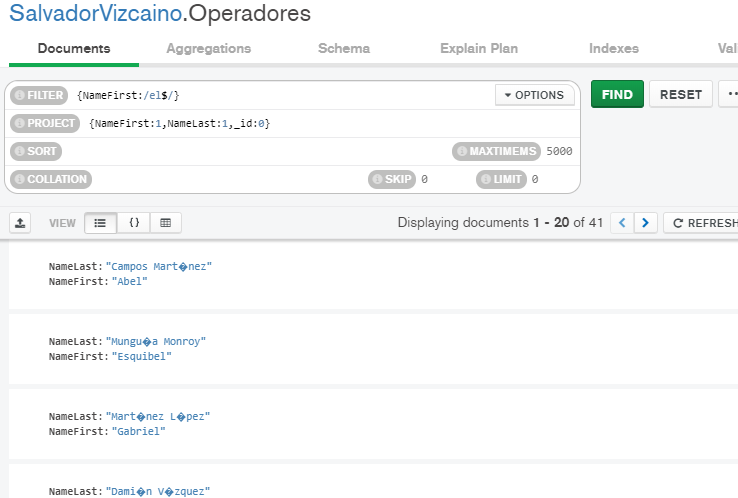 SalvadorVizcaino.Operadores
Documents Aggregations Schema Explain Plan Indexes Val
FILTER {NameFirst:/el$/} OPTIONS FIND RESET ...
PROJECT {NameFirst:1,NameLast:1,_id:0}
SORT MAXTIMEMS 5000
COLLATION SKIP 0 LIMIT 0
VIEW {} Displaying documents 1 - 20 of 41 < > REFRESH
NameLast:"Campos Mart�nez"
NameFirst:"Abel"
NameLast:"Mungu�a Monroy"
NameFirst:"Esquibel"
NameLast:"Mart�nez L�pez"
NameFirst:"Gabriel"
NameLast:"Dami�n V�zquez"